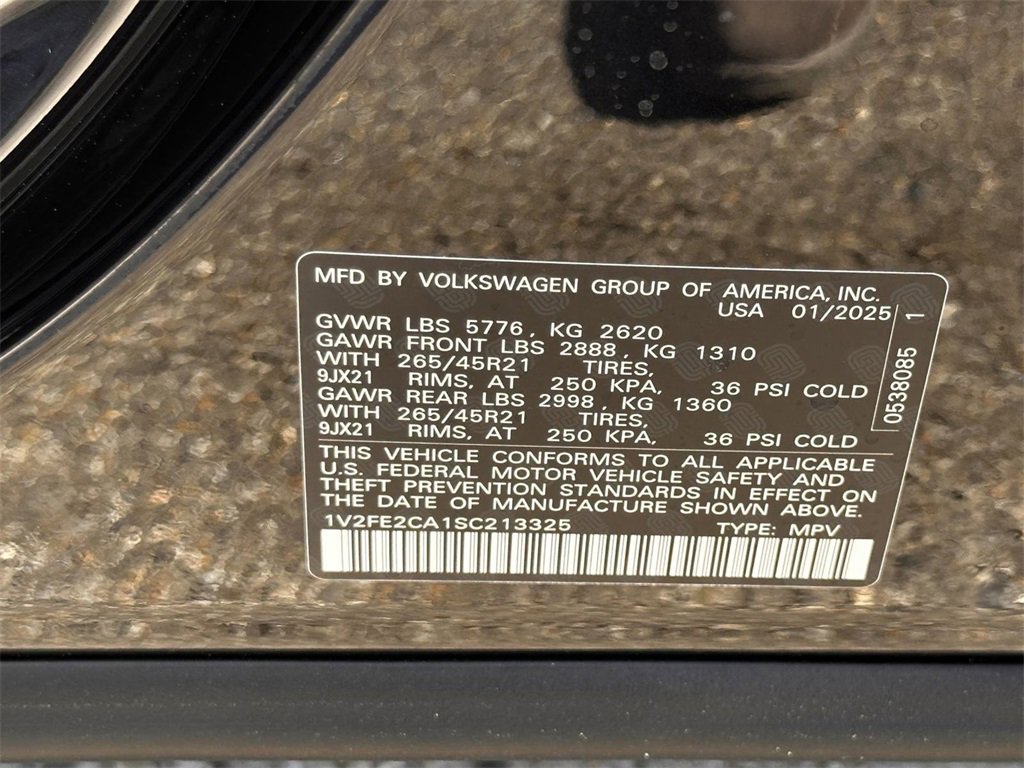 MFD BY VOLKSWAGEN GROUP OF AMERICA, INC.
USA 01/2025
GVWR LBS 5776, KG 2620
GAWR FRONT LBS 2888, KG 1310
WITH 265/45R21 TIRES,
9JX21 RIMS, AT 250 KPA, 36 PSI COLD
GAWR REAR LBS 2998, KG 1360
WITH 265/45R21 TIRES,
9JX21 RIMS, AT 250 KPA, 36 PSI COLD
THIS VEHICLE CONFORMS TO ALL APPLICABLE
U.S. FEDERAL MOTOR VEHICLE SAFETY AND
THEFT PREVENTION STANDARDS IN EFFECT ON
THE DATE OF MANUFACTURE SHOWN ABOVE.
1V2FE2CA1SC213325 TYPE: MPV
0538085 1